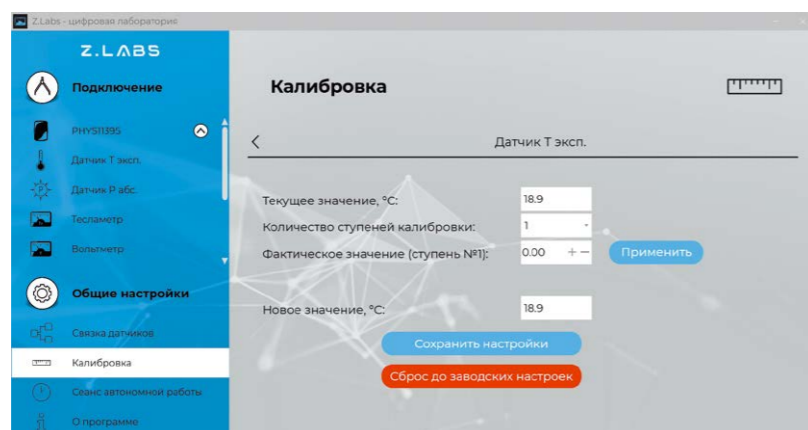 Z.Labs - цифровая лаборатория
Z.LABS
Подключение
PHYS11395
Датчик Т эксп.
Датчик Р абс.
Тесламетр
Вольтметр
Общие настройки
Связка датчиков
Калибровка
Сеанс автономной работы
О программе
Калибровка
Датчик Т эксп.
Текущее значение, °C: 18.9
Количество ступеней калибровки: 1
Фактическое значение (ступень №1): 0.00 + − Применить
Новое значение, °C: 18.9
Сохранить настройки
Сброс до заводских настроек